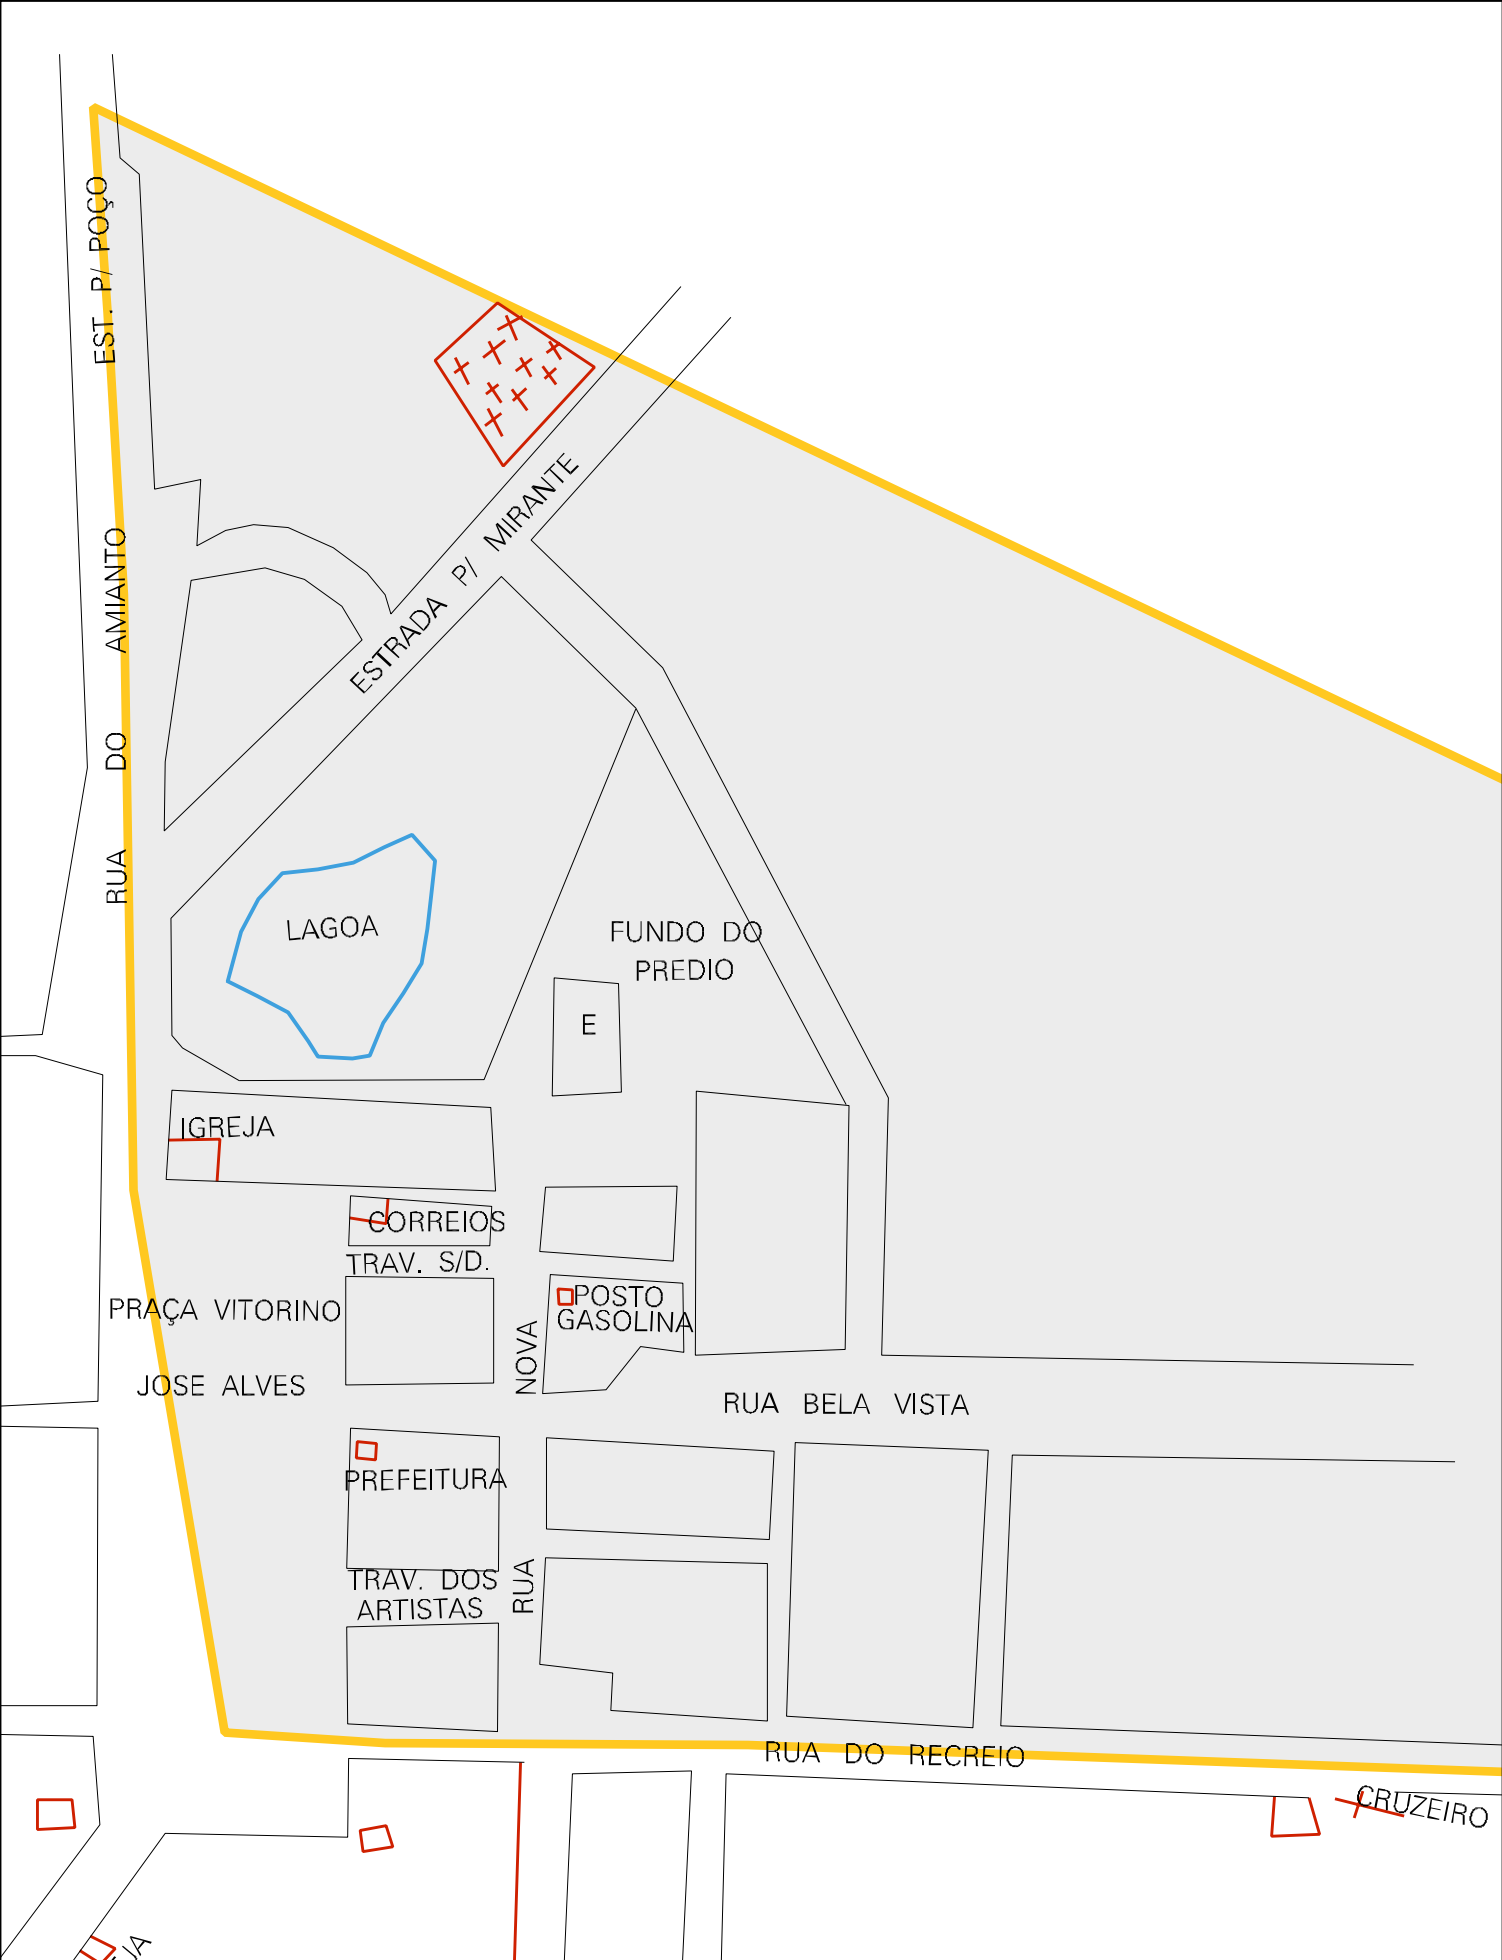 EST. P/ POÇO
ESTRADA P/ MIRANTE
RUA DO AMIANTO
LAGOA
FUNDO DO
PREDIO
E
IGREJA
CORREIOS
TRAV. S/D.
PRAÇA VITORINO
JOSE ALVES
POSTO
GASOLINA
RUA NOVA
RUA BELA VISTA
PREFEITURA
TRAV. DOS
ARTISTAS
RUA DO RECREIO
CRUZEIRO